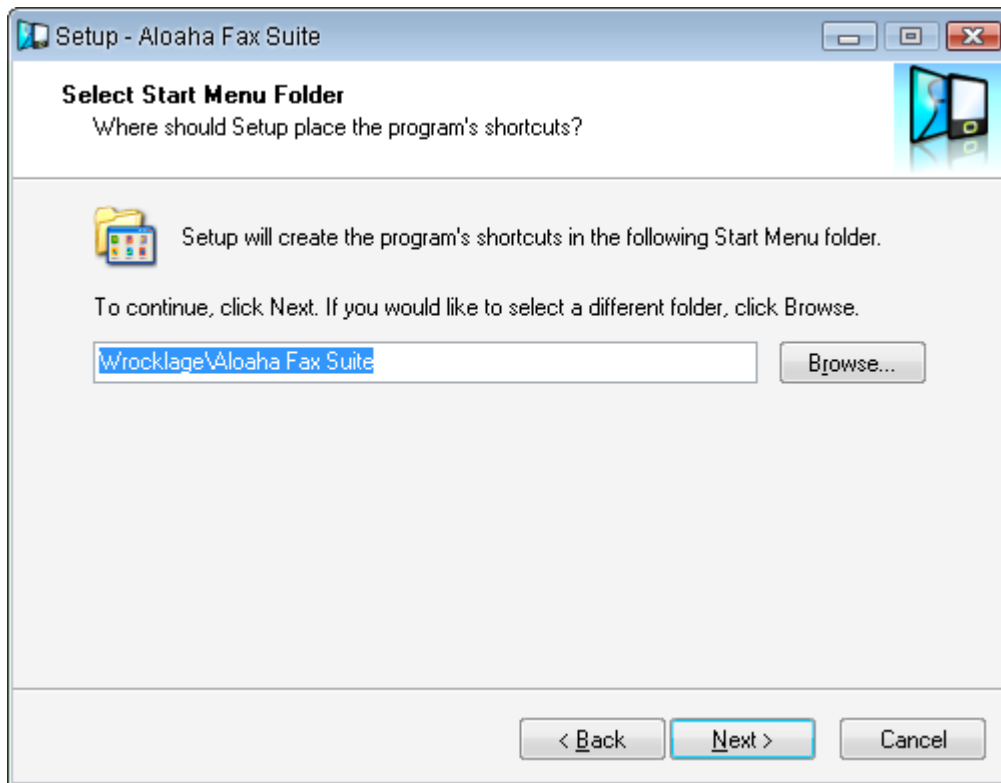 Setup - Aloaha Fax Suite
Select Start Menu Folder
Where should Setup place the program's shortcuts?
Setup will create the program's shortcuts in the following Start Menu folder.
To continue, click Next. If you would like to select a different folder, click Browse.
Wrocklage\Aloaha Fax Suite
Browse...
< Back
Next >
Cancel